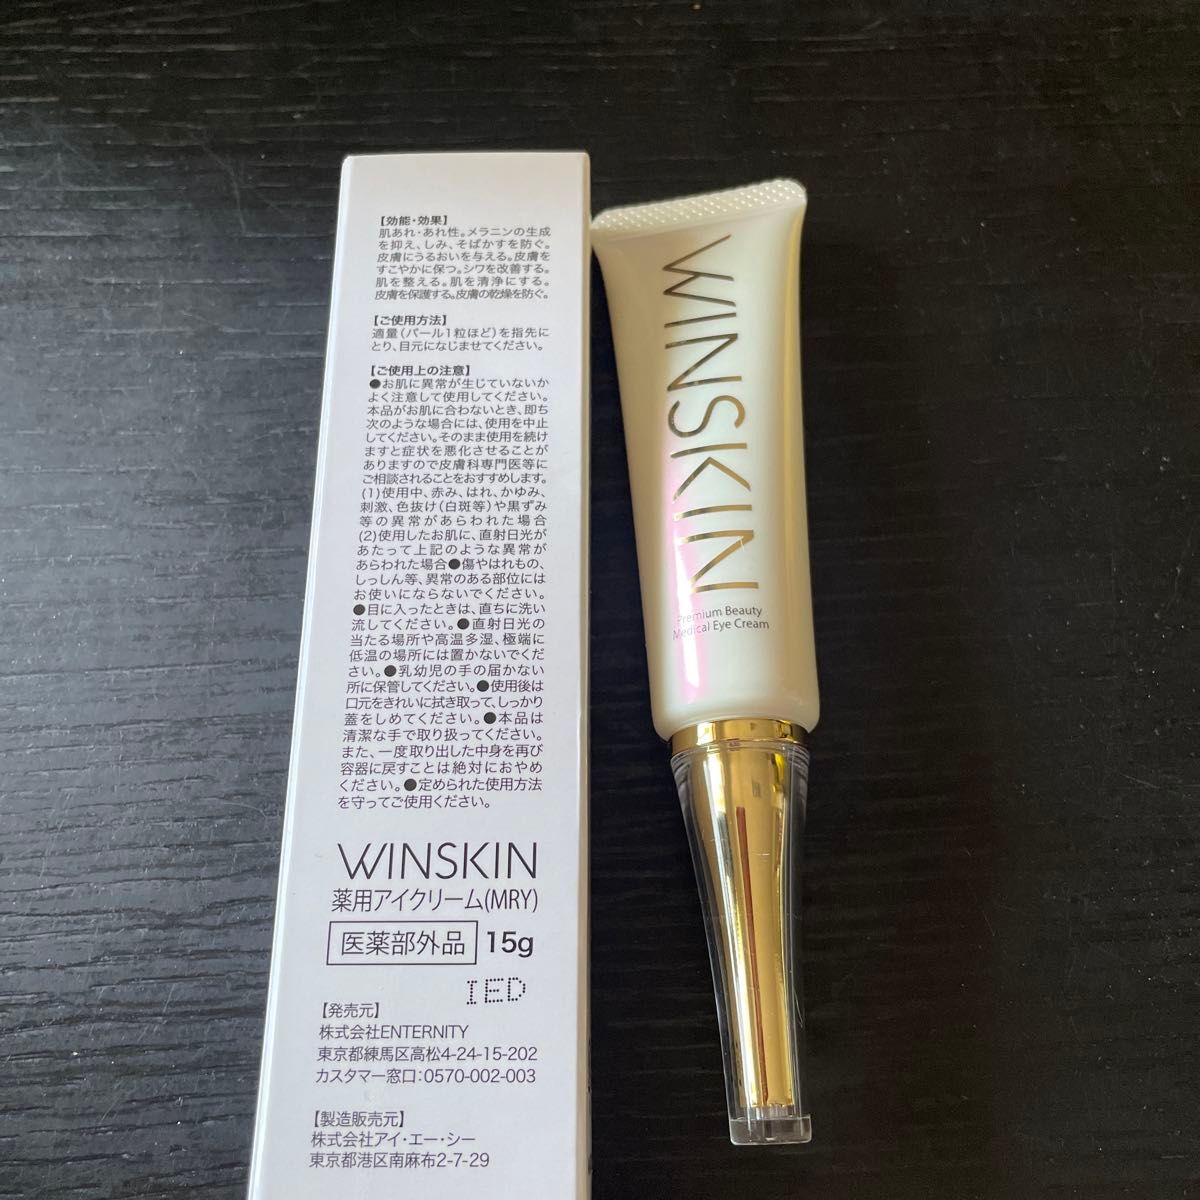 【効能・効果】
肌あれ・あれ性。メラニンの生成
を抑え、しみ、そばかすを防ぐ。
皮膚にうるおいを与える。皮膚
をすこやかに保つ。シワを改善する。
肌を整える。肌を清浄にする。
皮膚を保護する。皮膚の乾燥を防ぐ。
【ご使用方法】
適量(パール1粒ほど)を指先に
とり、目元になじませてください。
【ご使用上の注意】
●お肌に異常が生じていないか
よく注意して使用してください。
本品がお肌に合わないとき、即ち
次のような場合には、使用を中止
してください。そのまま使用を続け
ますと症状を悪化させることが
ありますので皮膚科専門医等に
ご相談されることをおすすめします。
(1)使用中、赤み、はれ、かゆみ、
刺激、色抜け(白斑等)や黒ずみ
等の異常があらわれた場合
(2)使用したお肌に、直射日光が
あたって上記のような異常が
あらわれた場合●傷やはれもの、
しっしん等、異常のある部位には
お使いにならないでください。
●目に入ったときは、直ちに洗い
流してください。●直射日光の
当たる場所や高温多湿、極端に
低温の場所には置かないでくだ
さい。●乳幼児の手の届かない
所に保管してください。●使用後は
口元をきれいに拭き取って、しっかり
蓋をしめてください。●本品は
清潔な手で取り扱ってください。
また、一度取り出した中身を再び
容器に戻すことは絶対におやめ
ください。●定められた使用方法
を守ってご使用ください。
WINSKIN
薬用アイクリーム(MRY)
医薬部外品 15g
IED
【発売元】
株式会社ENTERNITY
東京都練馬区高松4-24-15-202
カスタマー窓口:0570-002-003
【製造販売元】
株式会社アイ・エー・シー
東京都港区南麻布2-7-29
WINSKIN
Premium Beauty
Medical Eye Cream